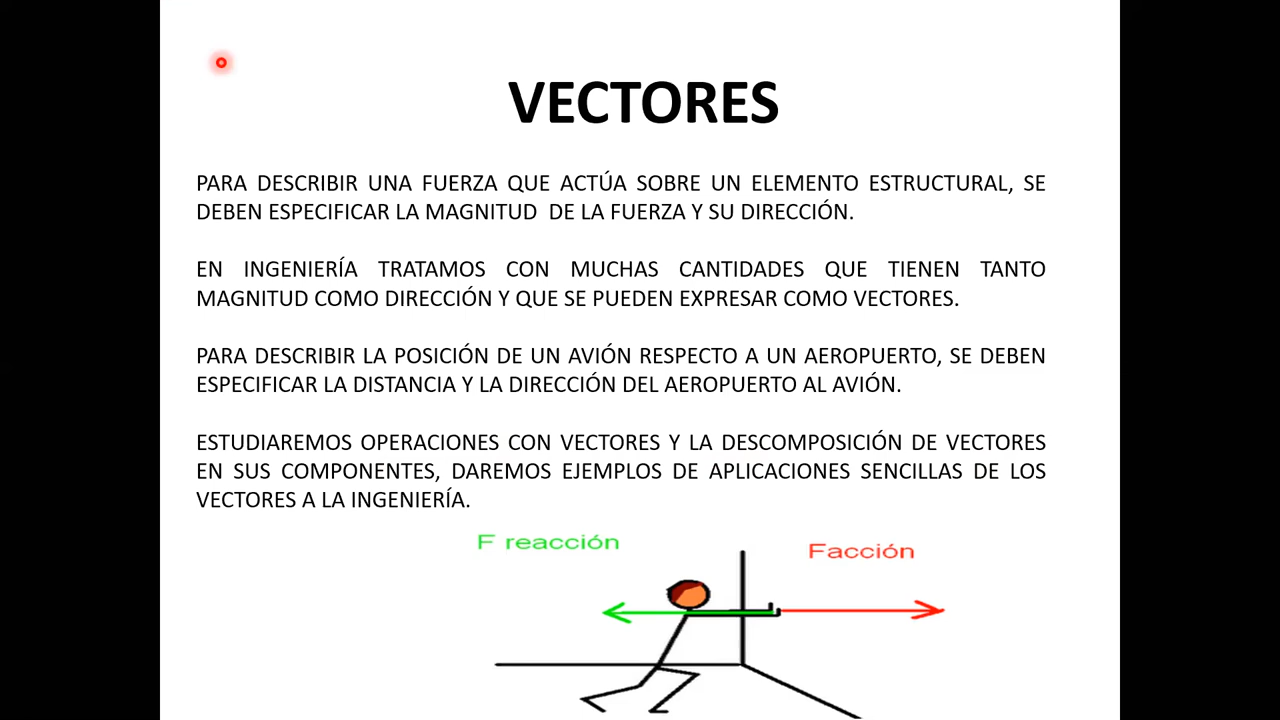 VECTORES
PARA DESCRIBIR UNA FUERZA QUE ACTÚA SOBRE UN ELEMENTO ESTRUCTURAL, SE
DEBEN ESPECIFICAR LA MAGNITUD DE LA FUERZA Y SU DIRECCIÓN.
EN INGENIERÍA TRATAMOS CON MUCHAS CANTIDADES QUE TIENEN TANTO
MAGNITUD COMO DIRECCIÓN Y QUE SE PUEDEN EXPRESAR COMO VECTORES.
PARA DESCRIBIR LA POSICIÓN DE UN AVIÓN RESPECTO A UN AEROPUERTO, SE DEBEN
ESPECIFICAR LA DISTANCIA Y LA DIRECCIÓN DEL AEROPUERTO AL AVIÓN.
ESTUDIAREMOS OPERACIONES CON VECTORES Y LA DESCOMPOSICIÓN DE VECTORES
EN SUS COMPONENTES, DAREMOS EJEMPLOS DE APLICACIONES SENCILLAS DE LOS
VECTORES A LA INGENIERÍA.
F reacción
Facción